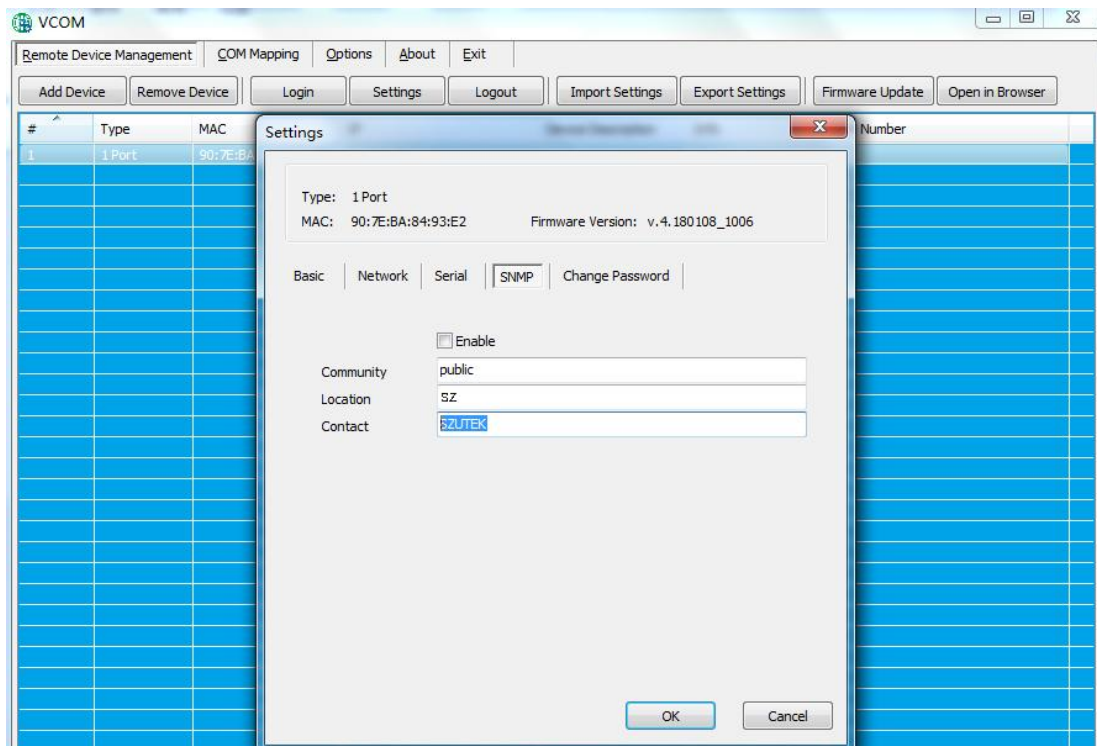 VCOM
Remote Device Management COM Mapping Options About Exit
Add Device Remove Device Login Settings Logout Import Settings Export Settings Firmware Update Open in Browser
# Type MAC Number
Settings
1 1 Port 90:7E:BA
Type: 1 Port
MAC: 90:7E:BA:84:93:E2 Firmware Version: v.4.180108_1006
Basic Network Serial SNMP Change Password
Enable
Community public
Location SZ
Contact SZUTEK
OK Cancel